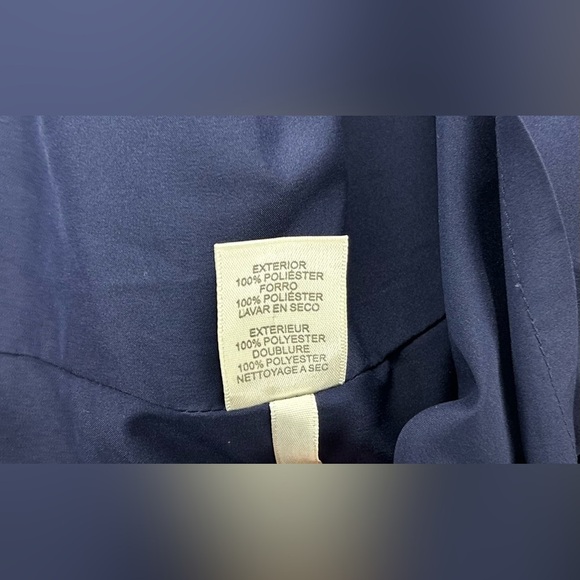 EXTERIOR
100% POLIÉSTER
FORRO
100% POLIÉSTER
LAVAR EN SECO
EXTERIEUR
100% POLYESTER
DOUBLURE
100% POLYESTER
NETTOYAGE A SEC